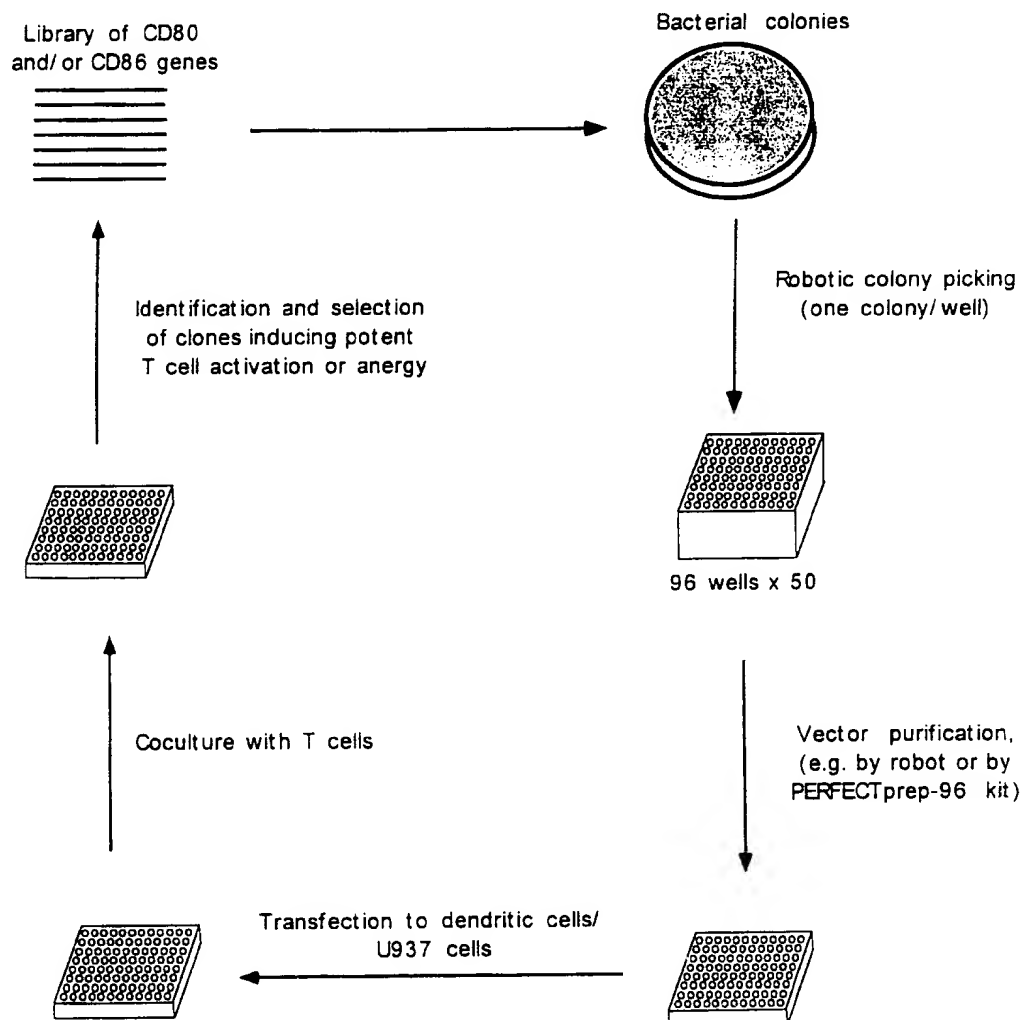 Library of CD80
and/or CD86 genes
Bacterial colonies
Robotic colony picking
(one colony/well)
Identification and selection
of clones inducing potent
T cell activation or anergy
96 wells x 50
Coculture with T cells
Vector purification,
(e.g. by robot or by
PERFECTprep-96 kit)
Transfection to dendritic cells/
U937 cells